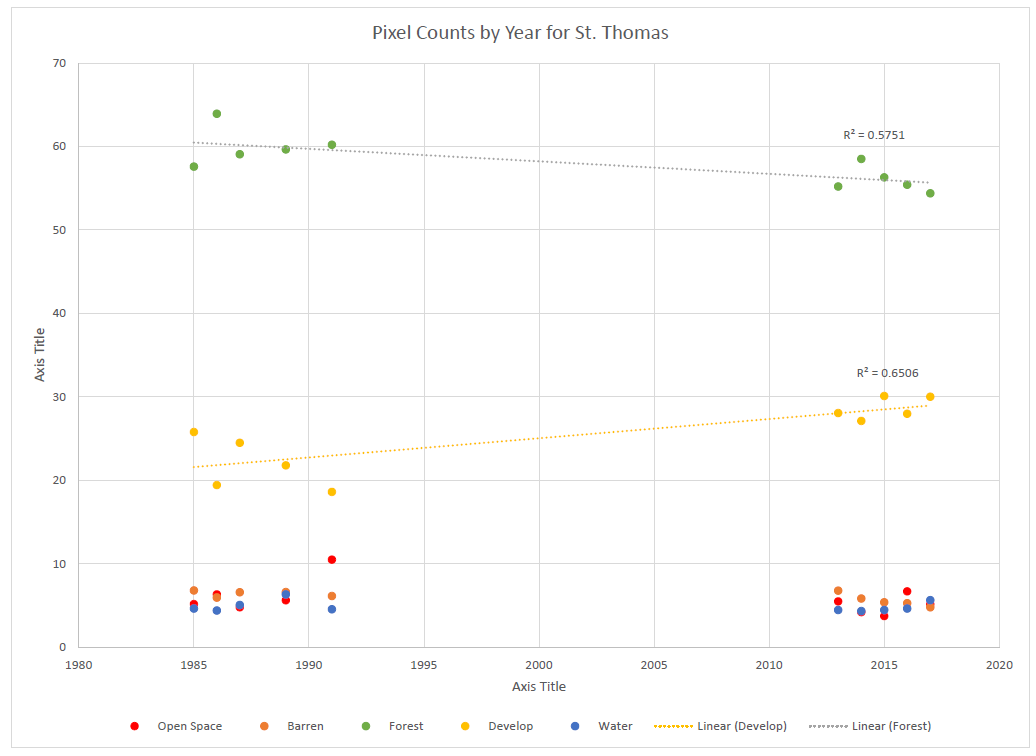 Pixel Counts by Year for St. Thomas
70
R² = 0.5751
60
50
40
Axis Title
R² = 0.6506
30
20
10
0
1980 1985 1990 1995 2000 2005 2010 2015 2020
Axis Title
Open Space Barren Forest Develop Water Linear (Develop) Linear (Forest)